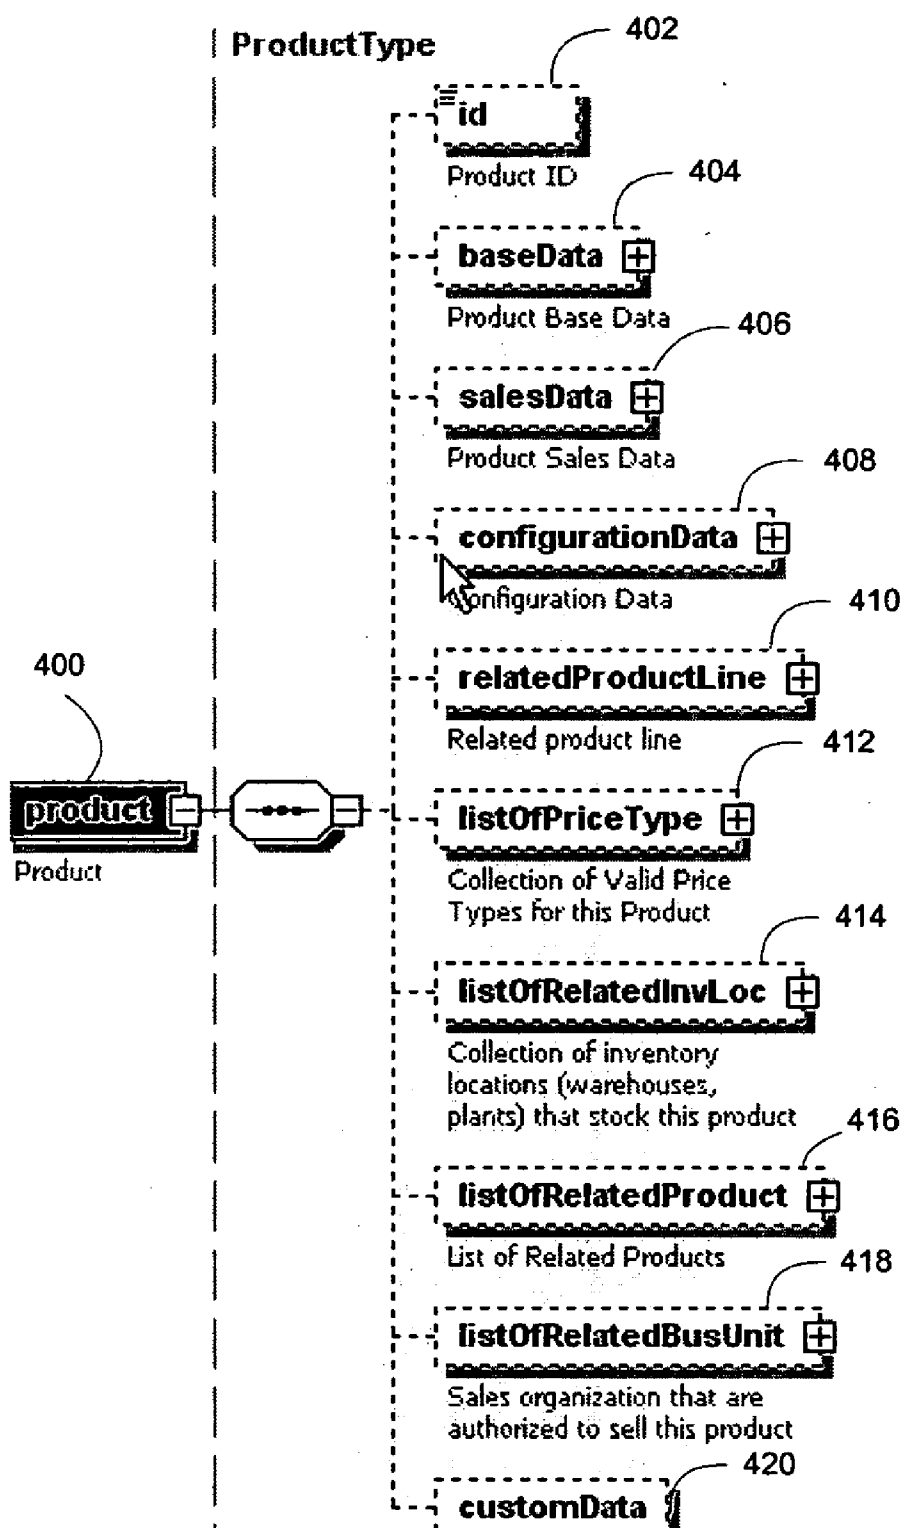 ProductType
402
id
Product ID
404
baseData
Product Base Data
406
salesData
Product Sales Data
408
configurationData
Configuration Data
410
relatedProductLine
Related product line
412
listOfPriceType
Collection of Valid Price
Types for this Product
414
listOfRelatedInvLoc
Collection of inventory
locations (warehouses,
plants) that stock this product
416
listOfRelatedProduct
List of Related Products
418
listOfRelatedBusUnit
Sales organization that are
authorized to sell this product
420
customData
400
product
Product